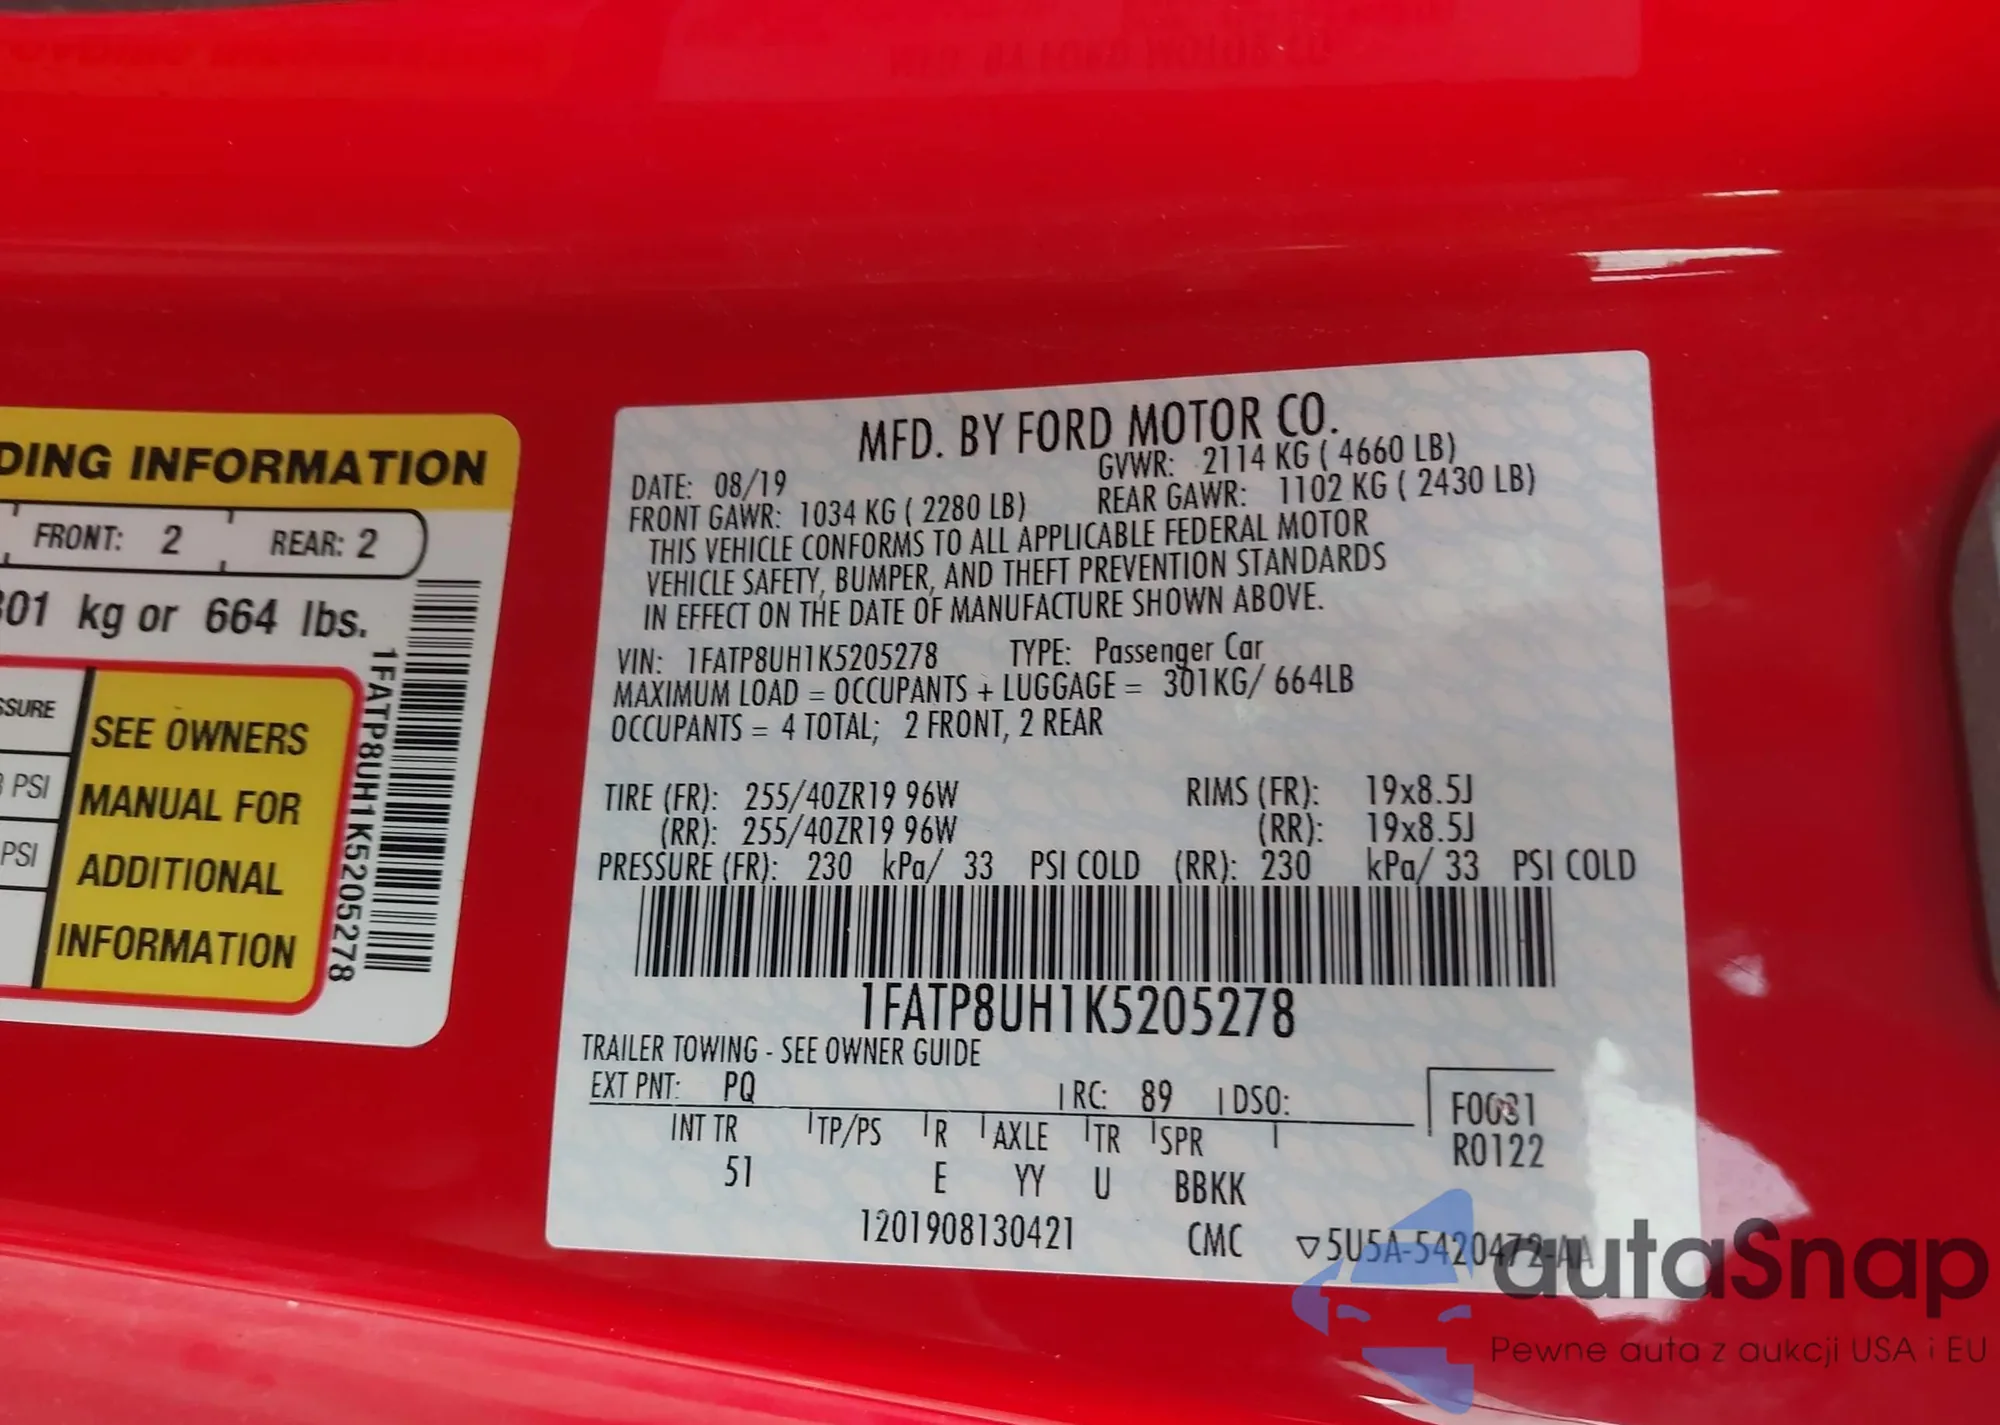 DING INFORMATION
FRONT: 2 REAR: 2
301 kg or 664 lbs.
SSURE
PSI
PSI
SEE OWNERS
MANUAL FOR
ADDITIONAL
INFORMATION
1FATP8UH1K5205278
MFD. BY FORD MOTOR CO.
DATE: 08/19 GVWR: 2114 KG ( 4660 LB)
FRONT GAWR: 1034 KG ( 2280 LB) REAR GAWR: 1102 KG ( 2430 LB)
THIS VEHICLE CONFORMS TO ALL APPLICABLE FEDERAL MOTOR
VEHICLE SAFETY, BUMPER, AND THEFT PREVENTION STANDARDS
IN EFFECT ON THE DATE OF MANUFACTURE SHOWN ABOVE.
VIN: 1FATP8UH1K5205278 TYPE: Passenger Car
MAXIMUM LOAD = OCCUPANTS + LUGGAGE = 301KG/ 664LB
OCCUPANTS = 4 TOTAL; 2 FRONT, 2 REAR
TIRE (FR): 255/40ZR19 96W RIMS (FR): 19x8.5J
(RR): 255/40ZR19 96W (RR): 19x8.5J
PRESSURE (FR): 230 kPa/ 33 PSI COLD (RR): 230 kPa/ 33 PSI COLD
1FATP8UH1K5205278
TRAILER TOWING - SEE OWNER GUIDE
EXT PNT: PQ RC: 89 DSO:
F0031
R0122
INT TR TP/PS R AXLE TR SPR
51 E YY U BBKK
1201908130421 CMC ▽5U5A-5420472-AA
autaSnap
Pewne auta z aukcji USA i EU